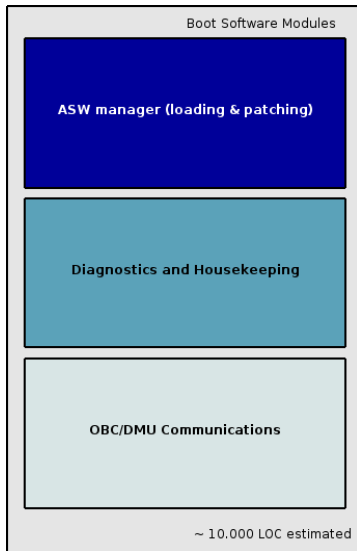 Boot Software Modules
ASW manager (loading & patching)
Diagnostics and Housekeeping
OBC/DMU Communications
~ 10.000 LOC estimated